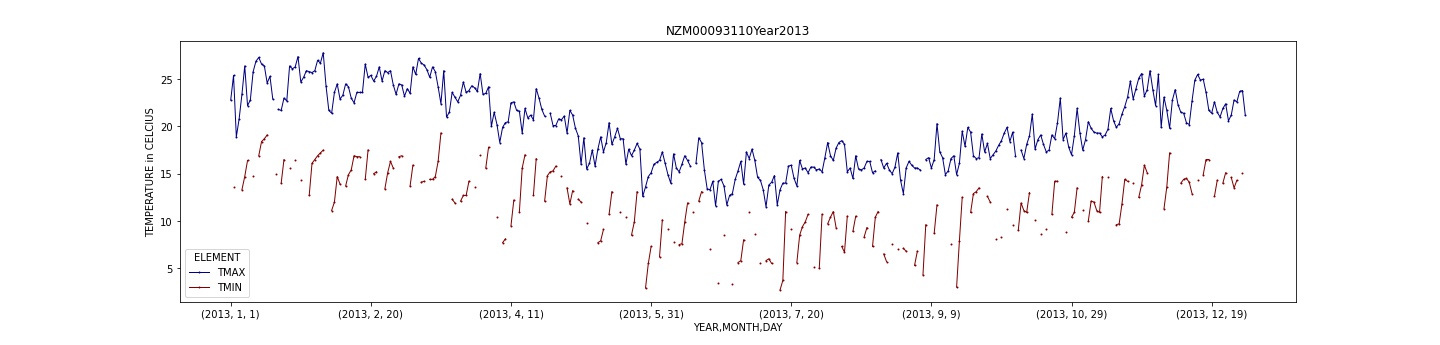 NZM00093110Year2013
TEMPERATURE in CELCIUS
25
20
15
10
5
ELEMENT
TMAX
TMIN
(2013, 1, 1) (2013, 2, 20) (2013, 4, 11) (2013, 5, 31) (2013, 7, 20) (2013, 9, 9) (2013, 10, 29) (2013, 12, 19)
YEAR,MONTH,DAY